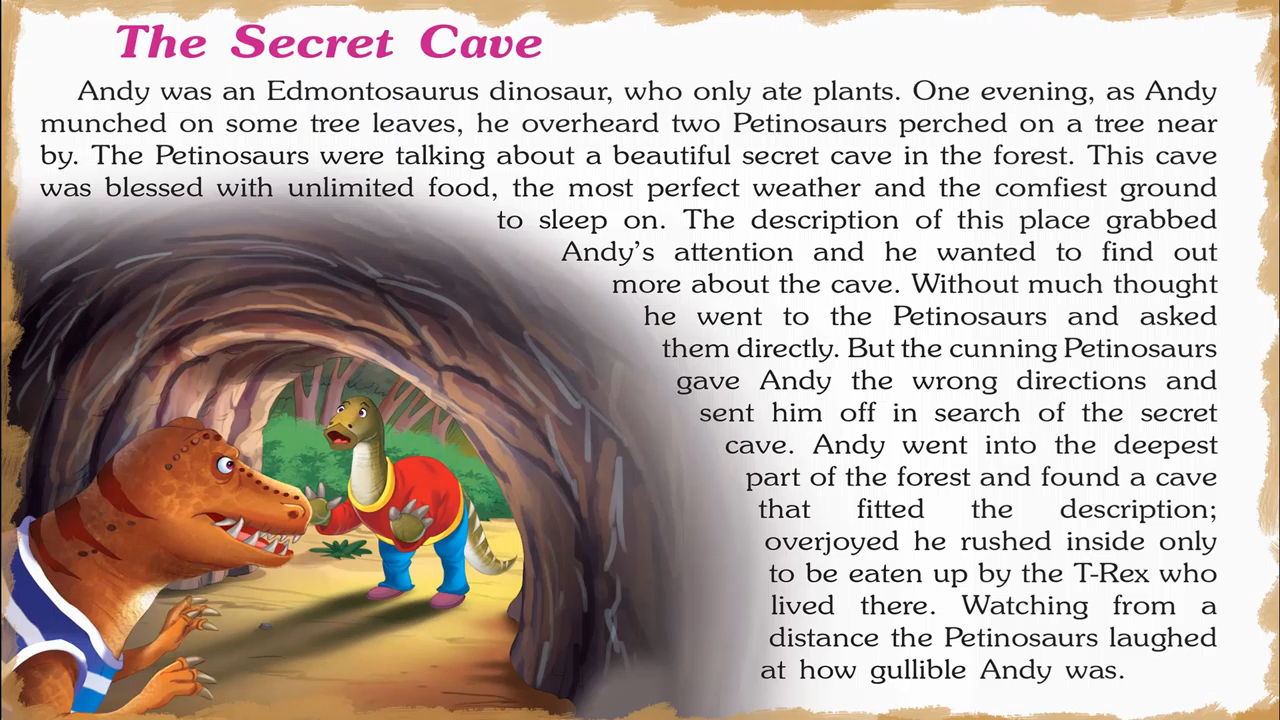 The Secret Cave
Andy was an Edmontosaurus dinosaur, who only ate plants. One evening, as Andy
munched on some tree leaves, he overheard two Petinosaurs perched on a tree near
by. The Petinosaurs were talking about a beautiful secret cave in the forest. This cave
was blessed with unlimited food, the most perfect weather and the comfiest ground
to sleep on. The description of this place grabbed
Andy’s attention and he wanted to find out
more about the cave. Without much thought
he went to the Petinosaurs and asked
them directly. But the cunning Petinosaurs
gave Andy the wrong directions and
sent him off in search of the secret
cave. Andy went into the deepest
part of the forest and found a cave
that fitted the description;
overjoyed he rushed inside only
to be eaten up by the T-Rex who
lived there. Watching from a
distance the Petinosaurs laughed
at how gullible Andy was.